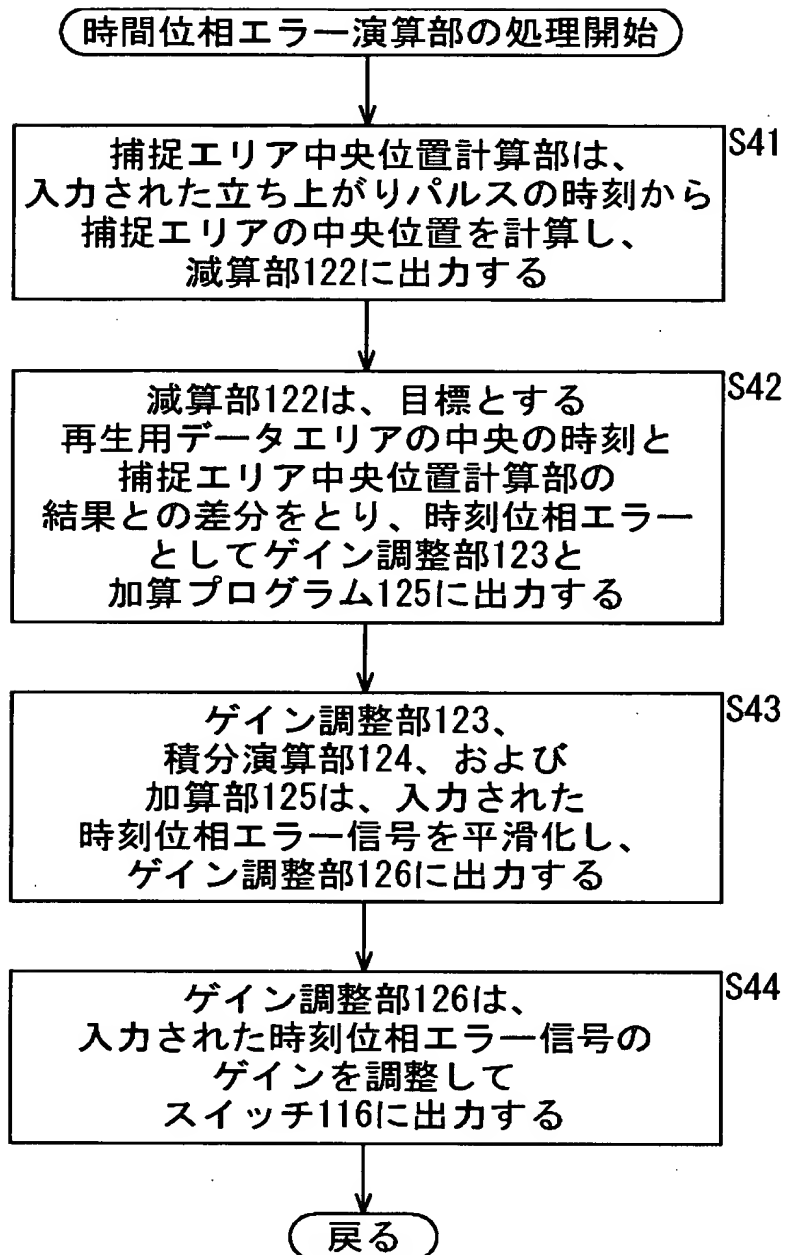 時間位相エラー演算部の処理開始
S41
捕捉エリア中央位置計算部は、
入力された立ち上がりパルスの時刻から
捕捉エリアの中央位置を計算し、
減算部122に出力する
S42
減算部122は、目標とする
再生用データエリアの中央の時刻と
捕捉エリア中央位置計算部の
結果との差分をとり、時刻位相エラー
としてゲイン調整部123と
加算プログラム125に出力する
S43
ゲイン調整部123、
積分演算部124、および
加算部125は、入力された
時刻位相エラー信号を平滑化し、
ゲイン調整部126に出力する
S44
ゲイン調整部126は、
入力された時刻位相エラー信号の
ゲインを調整して
スイッチ116に出力する
戻る